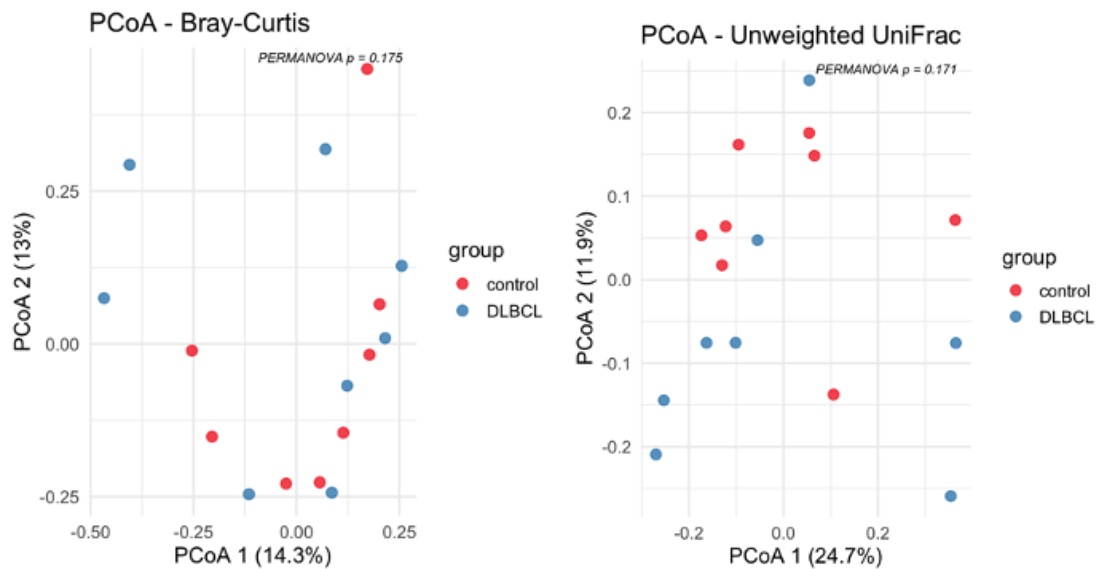 PCoA - Bray-Curtis
PERMANOVA p = 0.175
0.25
0.00
-0.25
PCoA 2 (13%)
-0.50
-0.25
0.00
0.25
PCoA 1 (14.3%)
group
control
DLBCL
PCoA - Unweighted UniFrac
PERMANOVA p = 0.171
0.2
0.1
0.0
-0.1
-0.2
PCoA 2 (11.9%)
-0.2
0.0
0.2
PCoA 1 (24.7%)
group
control
DLBCL